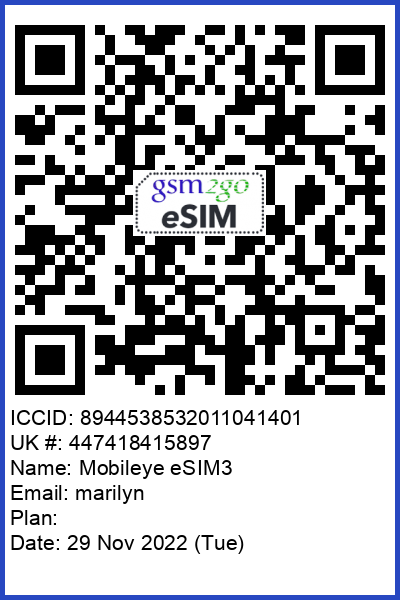 gsm2go
eSIM
ICCID: 8944538532011041401
UK #: 447418415897
Name: Mobileye eSIM3
Email: marilyn
Plan:
Date: 29 Nov 2022 (Tue)